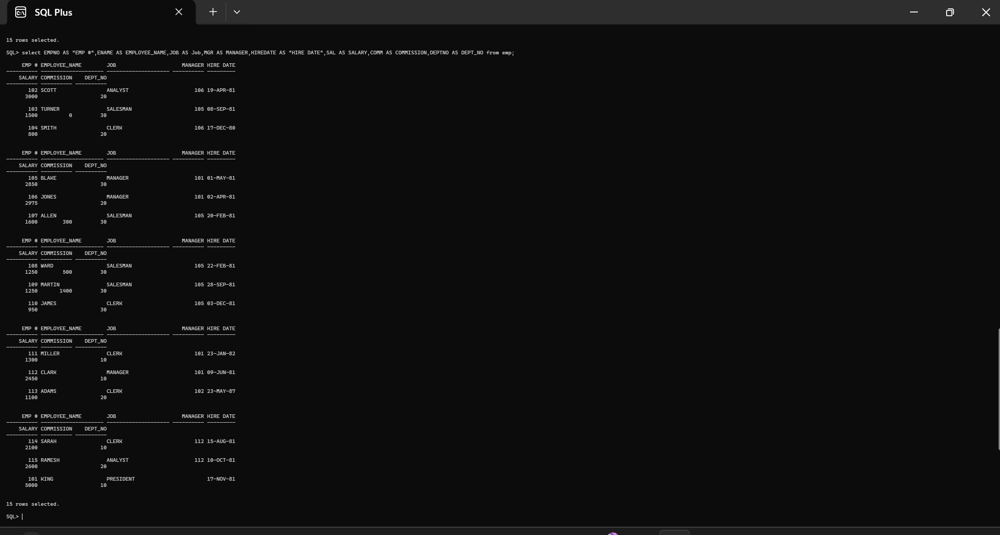 SQL Plus
15 rows selected.
SQL> select EMPNO AS "EMP #",ENAME AS EMPLOYEE_NAME,JOB AS Job,MGR AS MANAGER,HIREDATE AS "HIRE DATE",SAL AS SALARY,COMM AS COMMISSION,DEPTNO AS DEPT_NO from emp;
EMP # EMPLOYEE_NAME JOB MANAGER HIRE DATE
---------- -------------------- -------------------- ---------- ---------
SALARY COMMISSION DEPT_NO
---------- ---------- ----------
102 SCOTT ANALYST 106 19-APR-81
3000 20
103 TURNER SALESMAN 105 08-SEP-81
1500 0 30
104 SMITH CLERK 106 17-DEC-80
800 20
EMP # EMPLOYEE_NAME JOB MANAGER HIRE DATE
---------- -------------------- -------------------- ---------- ---------
SALARY COMMISSION DEPT_NO
---------- ---------- ----------
105 BLAKE MANAGER 101 01-MAY-81
2850 30
106 JONES MANAGER 101 02-APR-81
2975 20
107 ALLEN SALESMAN 105 20-FEB-81
1600 300 30
EMP # EMPLOYEE_NAME JOB MANAGER HIRE DATE
---------- -------------------- -------------------- ---------- ---------
SALARY COMMISSION DEPT_NO
---------- ---------- ----------
108 WARD SALESMAN 105 22-FEB-81
1250 500 30
109 MARTIN SALESMAN 105 28-SEP-81
1250 1400 30
110 JAMES CLERK 105 03-DEC-81
950 30
EMP # EMPLOYEE_NAME JOB MANAGER HIRE DATE
---------- -------------------- -------------------- ---------- ---------
SALARY COMMISSION DEPT_NO
---------- ---------- ----------
111 MILLER CLERK 101 23-JAN-82
1300 10
112 CLARK MANAGER 101 09-JUN-81
2450 10
113 ADAMS CLERK 102 23-MAY-87
1100 20
EMP # EMPLOYEE_NAME JOB MANAGER HIRE DATE
---------- -------------------- -------------------- ---------- ---------
SALARY COMMISSION DEPT_NO
---------- ---------- ----------
114 SARAH CLERK 112 15-AUG-81
2100 10
115 RAMESH ANALYST 112 10-OCT-81
2600 20
101 KING PRESIDENT 17-NOV-81
5000 10
15 rows selected.
SQL>